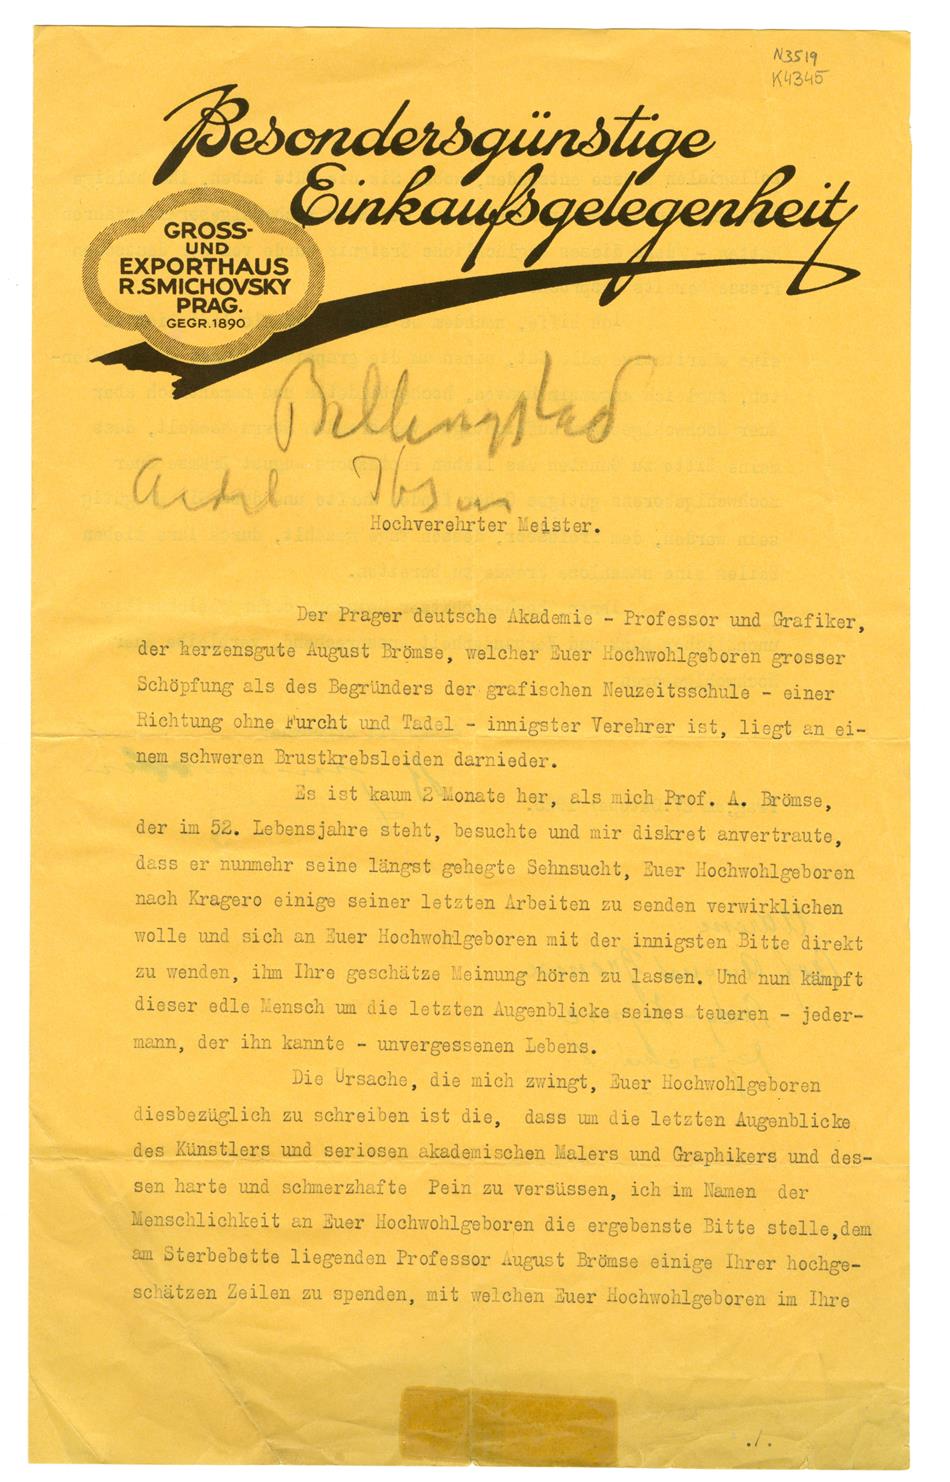 N3519
K4345
Besondersgünstige
Einkaufsgelegenheit
GROSS-
UND
EXPORTHAUS
R.SMICHOVSKY
PRAG.
GEGR.1890
Hochverehrter Meister.
Der Prager deutsche Akademie - Professor und Grafiker,
der herzensgute August Brömse, welcher Euer Hochwohlgeboren grosser
Schöpfung als des Begründers der grafischen Neuzeitsschule - einer
Richtung ohne Furcht und Tadel - innigster Verehrer ist, liegt an ei-
nem schweren Brustkrebsleiden darnieder.
Es ist kaum 2 Monate her, als mich Prof. A. Brömse,
der im 52. Lebensjahre steht, besuchte und mir diskret anvertraute,
dass er nunmehr seine längst gehegte Sehnsucht, Euer Hochwohlgeboren
nach Kragero einige seiner letzten Arbeiten zu senden verwirklichen
wolle und sich an Euer Hochwohlgeboren mit der innigsten Bitte direkt
zu wenden, ihm Ihre geschätze Meinung hören zu lassen. Und nun kämpft
dieser edle Mensch um die letzten Augenblicke seines teueren - jeder-
mann, der ihn kannte - unvergessenen Lebens.
Die Ursache, die mich zwingt, Euer Hochwohlgeboren
diesbezüglich zu schreiben ist die, dass um die letzten Augenblicke
des Künstlers und seriosen akademischen Malers und Graphikers und des-
sen harte und schmerzhafte Pein zu versüssen, ich im Namen der
Menschlichkeit an Euer Hochwohlgeboren die ergebenste Bitte stelle,dem
am Sterbebette liegenden Professor August Brömse einige Ihrer hochge-
schätzen Zeilen zu spenden, mit welchen Euer Hochwohlgeboren im Ihre
./.